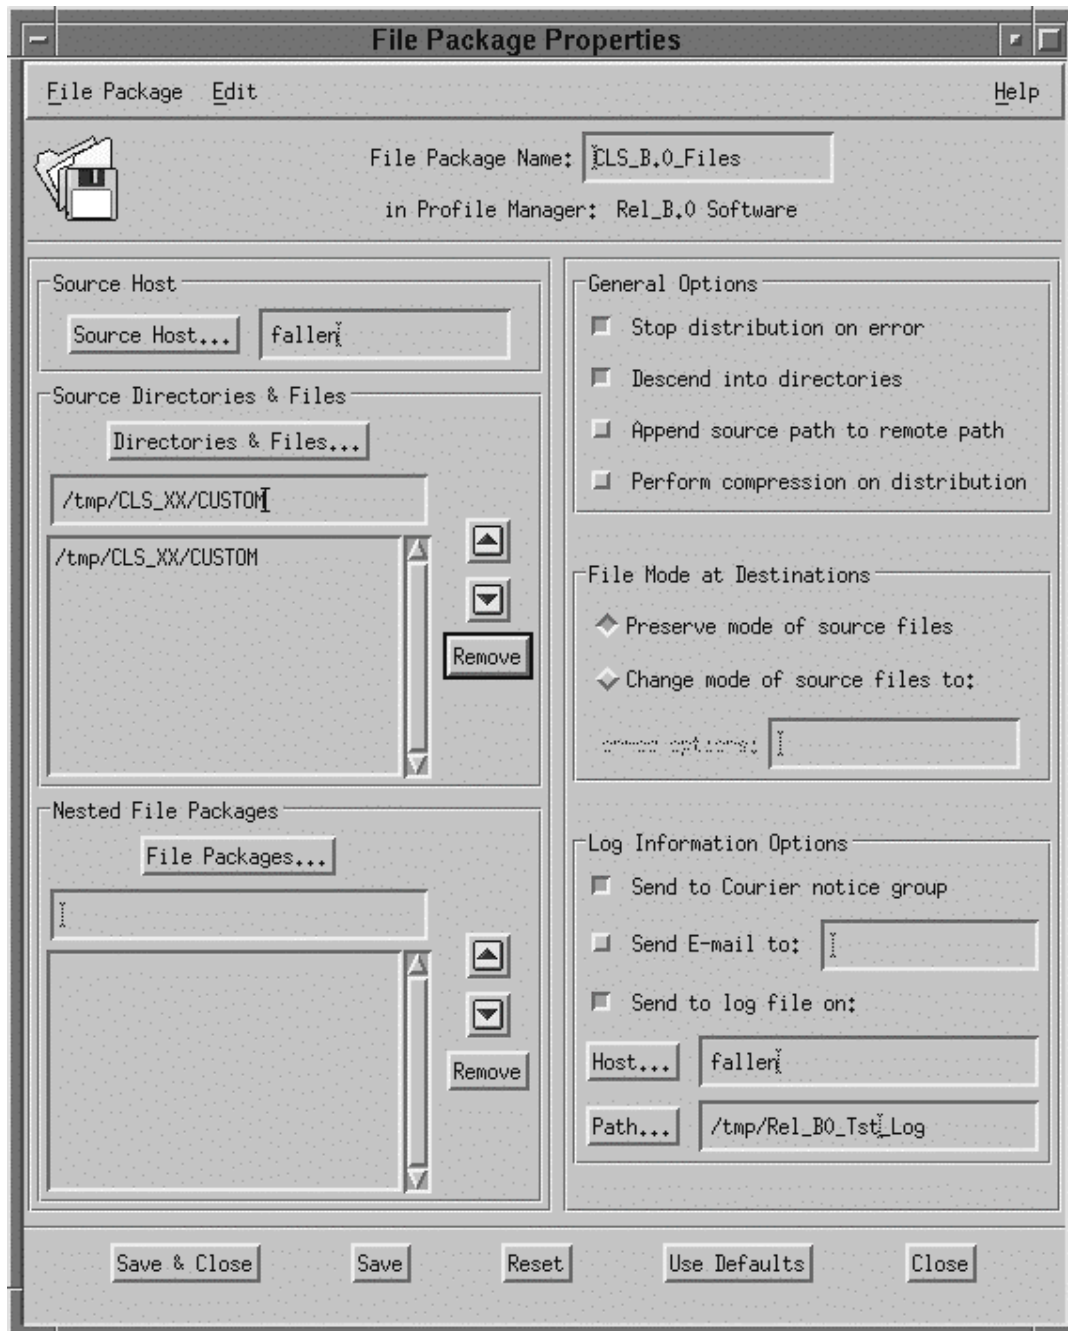 File Package Properties
File Package Edit Help
File Package Name: CLS_B.0_Files
in Profile Manager: Rel_B.0 Software
Source Host
Source Host... fallen
Source Directories & Files
Directories & Files...
/tmp/CLS_XX/CUSTOM
/tmp/CLS_XX/CUSTOM
Remove
Nested File Packages
File Packages...
Remove
General Options
Stop distribution on error
Descend into directories
Append source path to remote path
Perform compression on distribution
File Mode at Destinations
Preserve mode of source files
Change mode of source files to:
options:
Log Information Options
Send to Courier notice group
Send E-mail to:
Send to log file on:
Host... fallen
Path... /tmp/Rel_B0_Tst_Log
Save & Close Save Reset Use Defaults Close